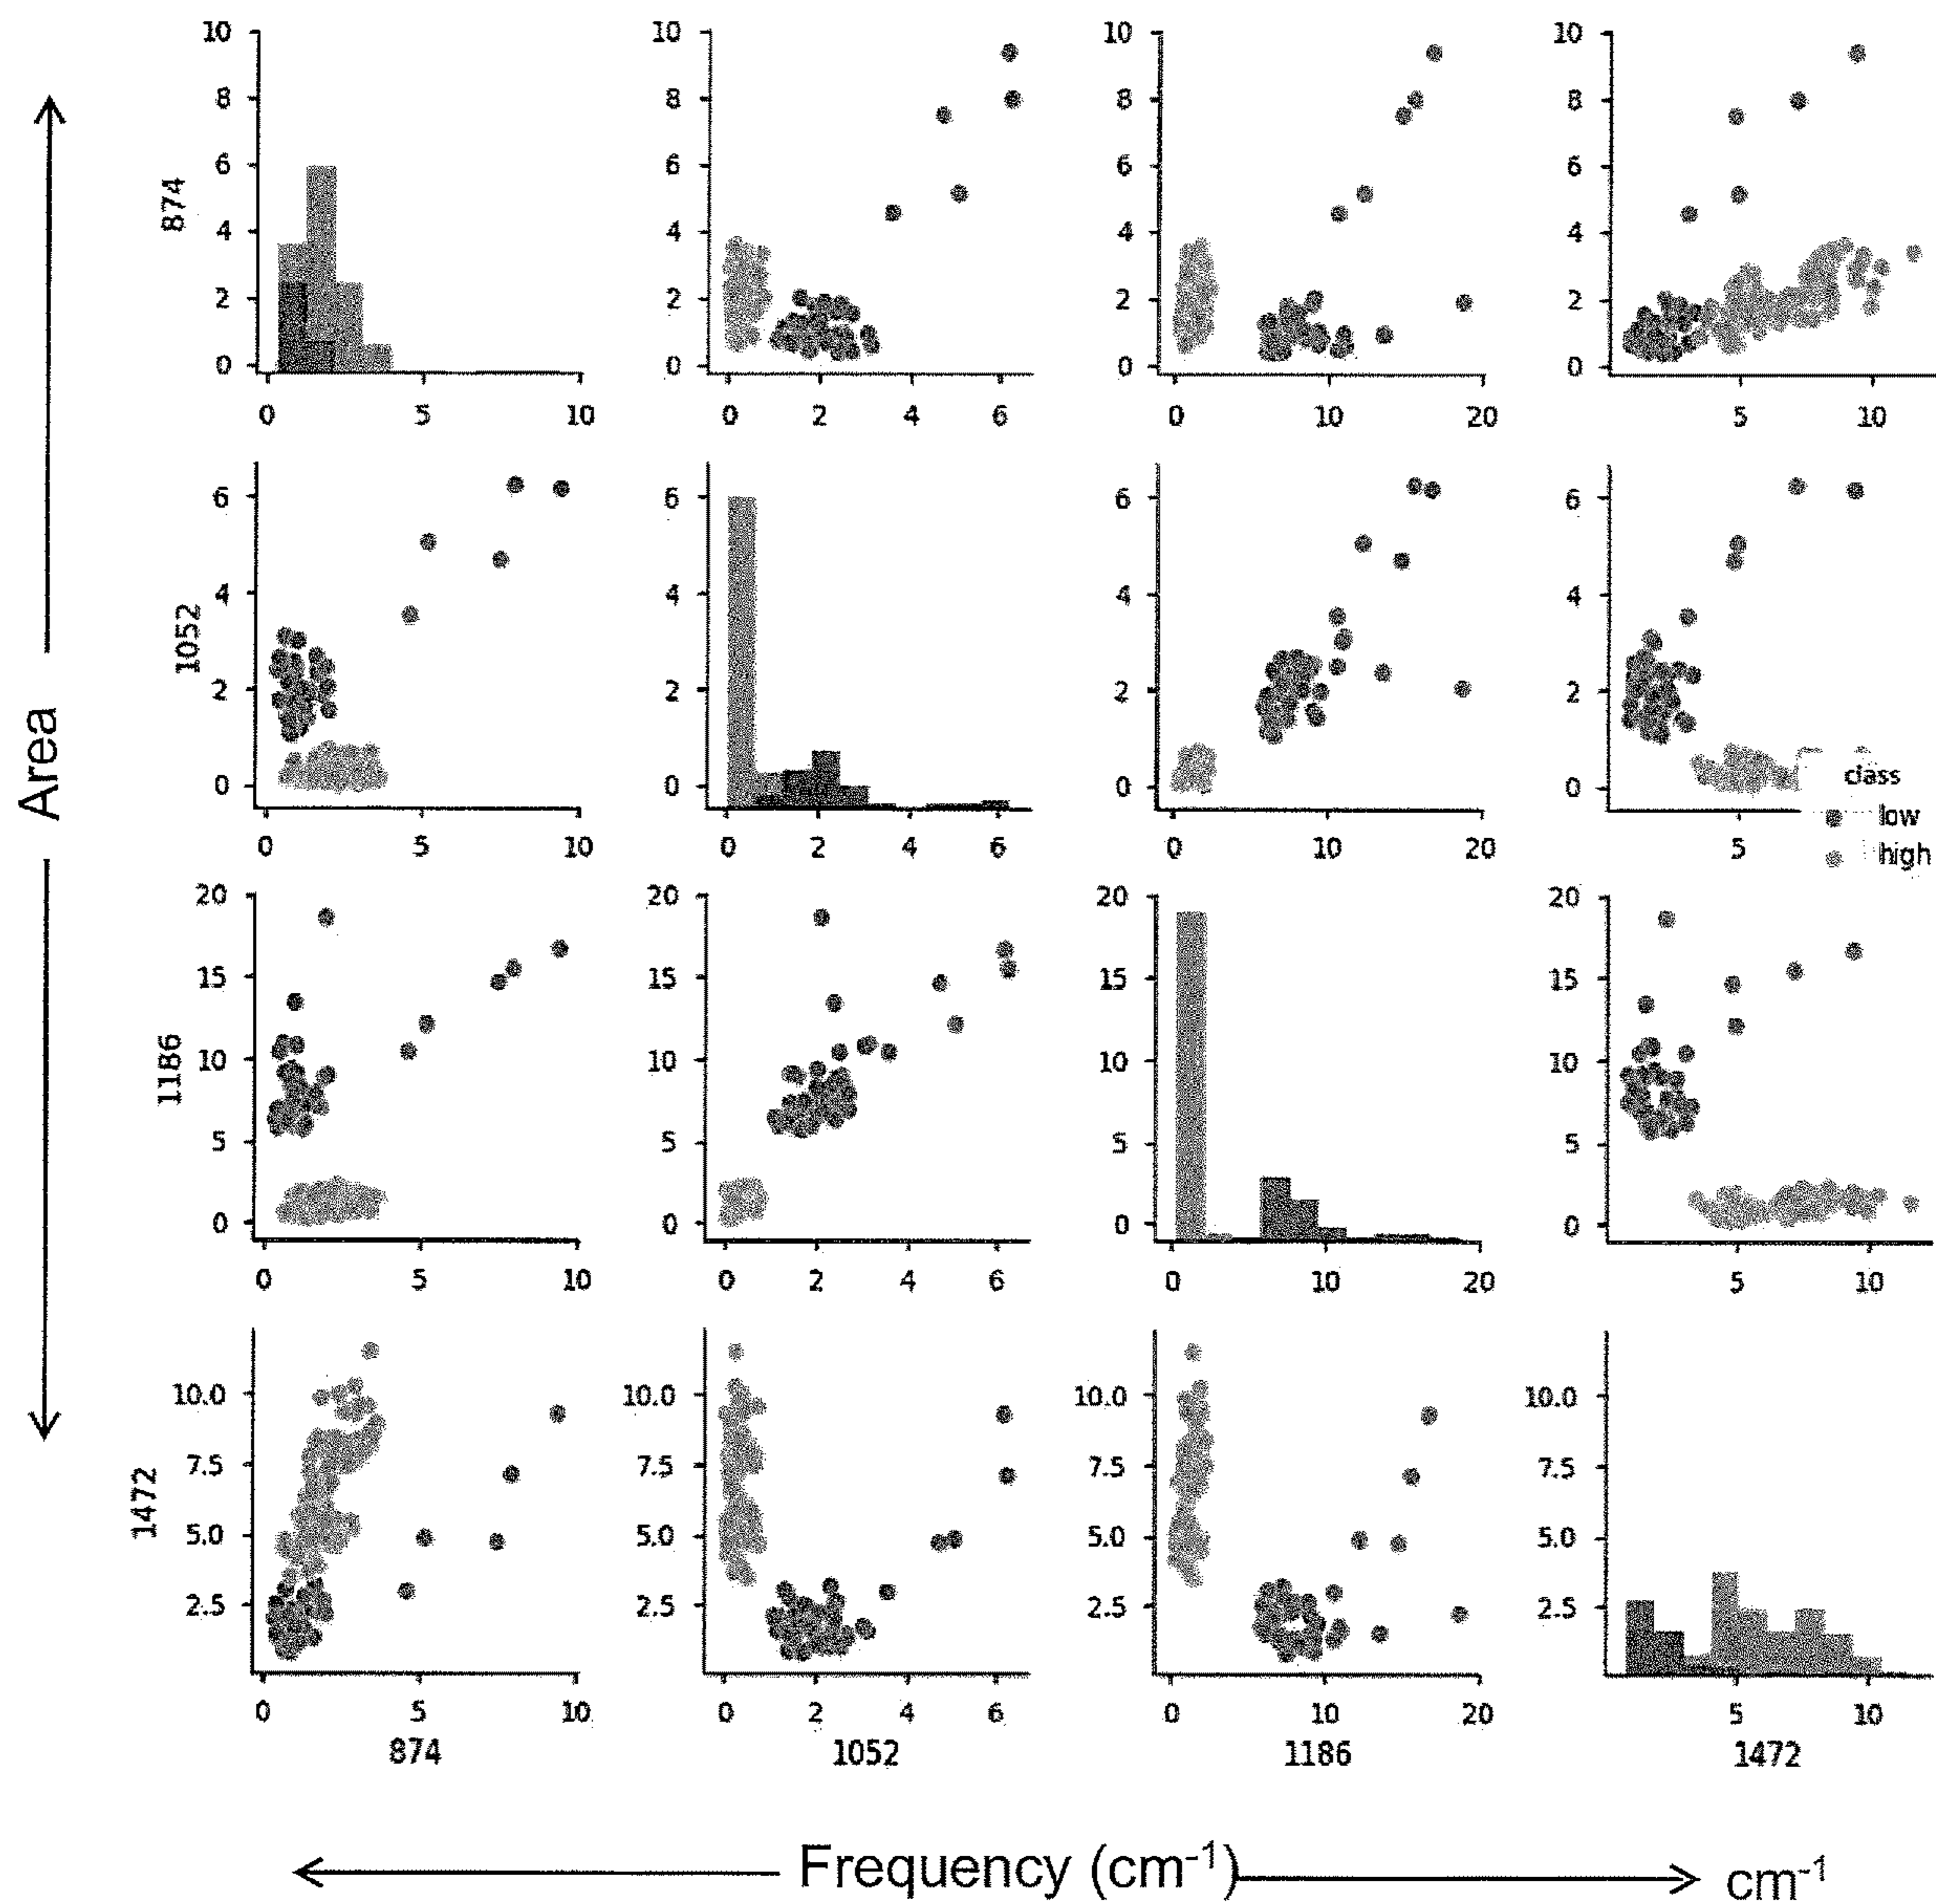 10 10 10 10
8 8 8 8
6 6 6 6
874 4 4 4 4
2 2 2 2
0 0 0 0
0 5 10 0 2 4 6 0 10 20 5 10
6 6 6 6
4 4 4 4
1052 2 2 2 2
0 0 0 0
class
low
high
0 5 10 0 2 4 6 0 10 20 5
Area
20 20 20 20
15 15 15 15
1186 10 10 10 10
5 5 5 5
0 0 0 0
0 5 10 0 2 4 6 0 10 20 5 10
10.0 10.0 10.0 10.0
7.5 7.5 7.5 7.5
1472 5.0 5.0 5.0 5.0
2.5 2.5 2.5 2.5
0 5 10 0 2 4 6 0 10 20 5 10
874 1052 1186 1472
Frequency (cm⁻¹) cm⁻¹